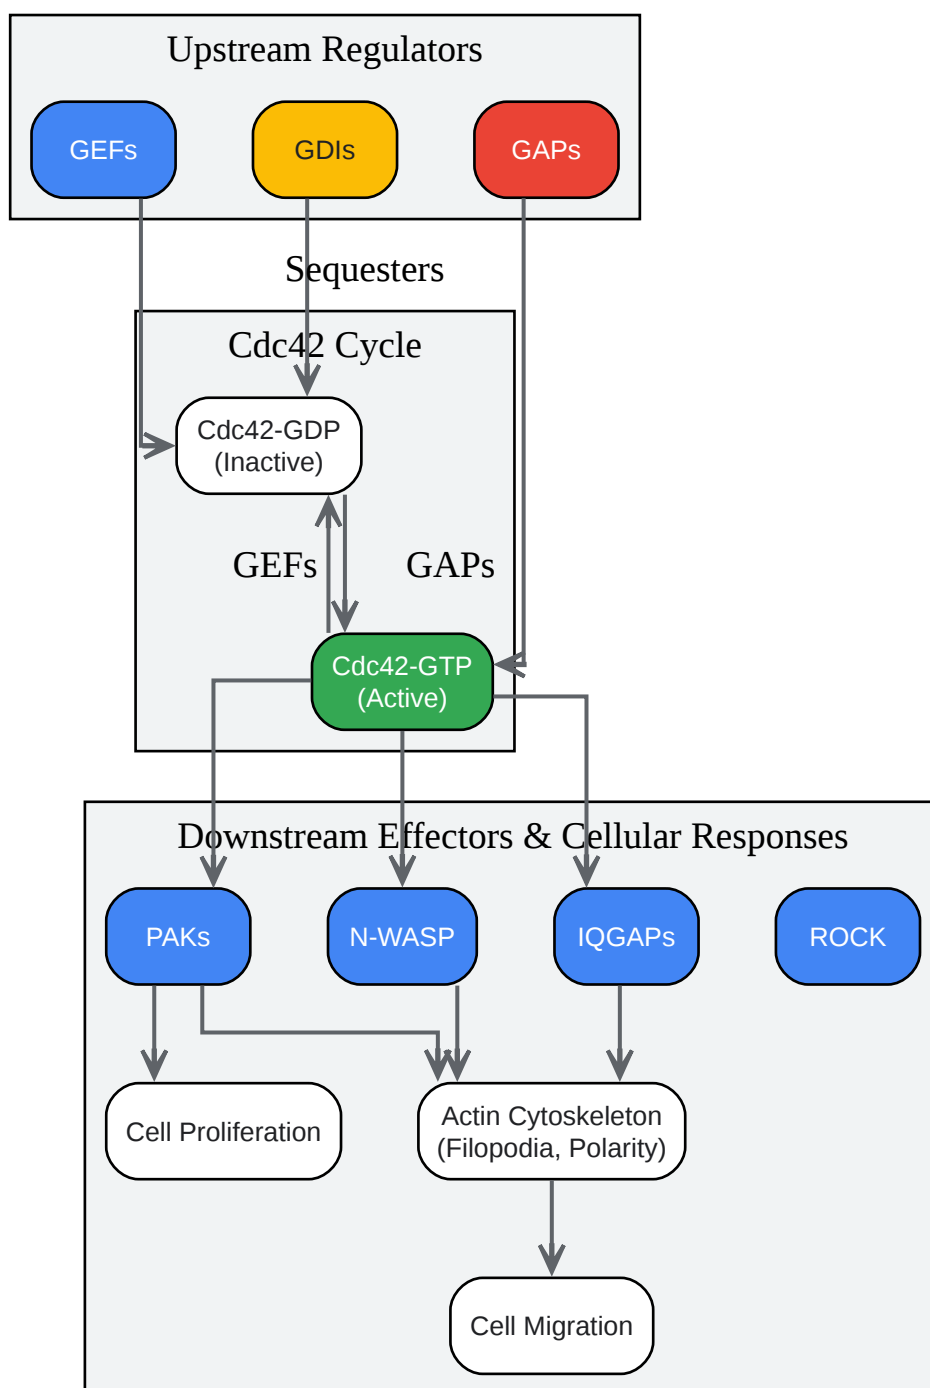 Upstream Regulators
GEFs
GDIs
GAPs
Sequesters
Cdc42 Cycle
Cdc42-GDP
(Inactive)
GEFs
GAPs
Cdc42-GTP
(Active)
Downstream Effectors & Cellular Responses
PAKs
N-WASP
IQGAPs
ROCK
Cell Proliferation
Actin Cytoskeleton
(Filopodia, Polarity)
Cell Migration